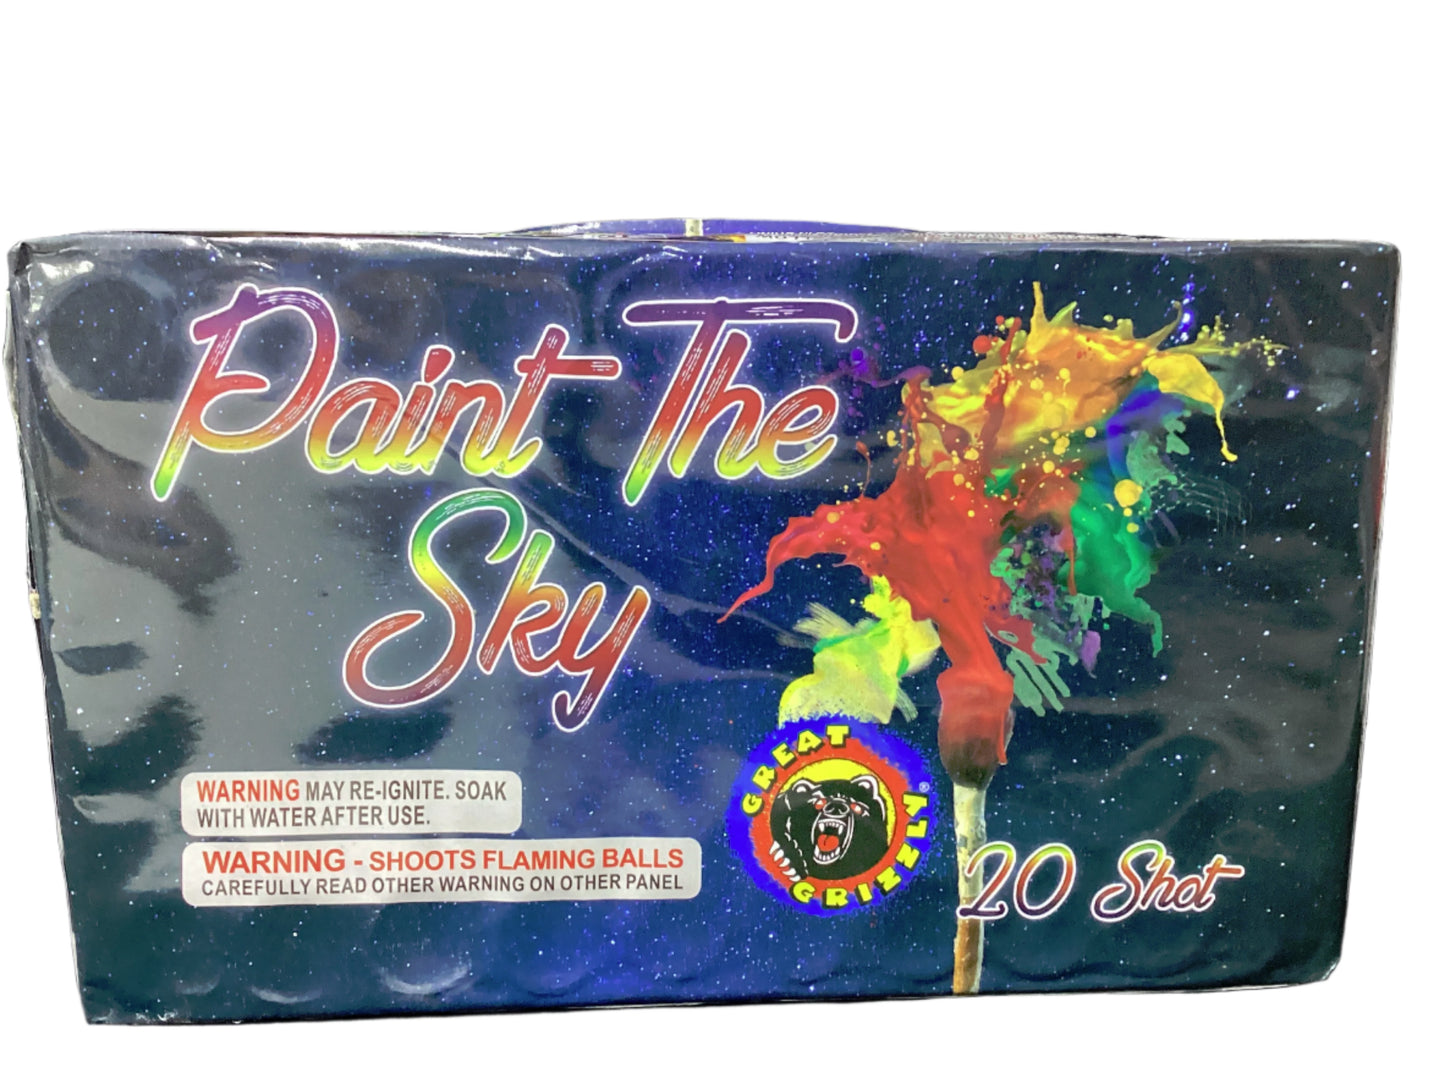 Paint The
Sky
WARNING MAY RE-IGNITE. SOAK
WITH WATER AFTER USE.
WARNING - SHOOTS FLAMING BALLS
CAREFULLY READ OTHER WARNING ON OTHER PANEL
GREAT
GRIZZLY®
20 Shot